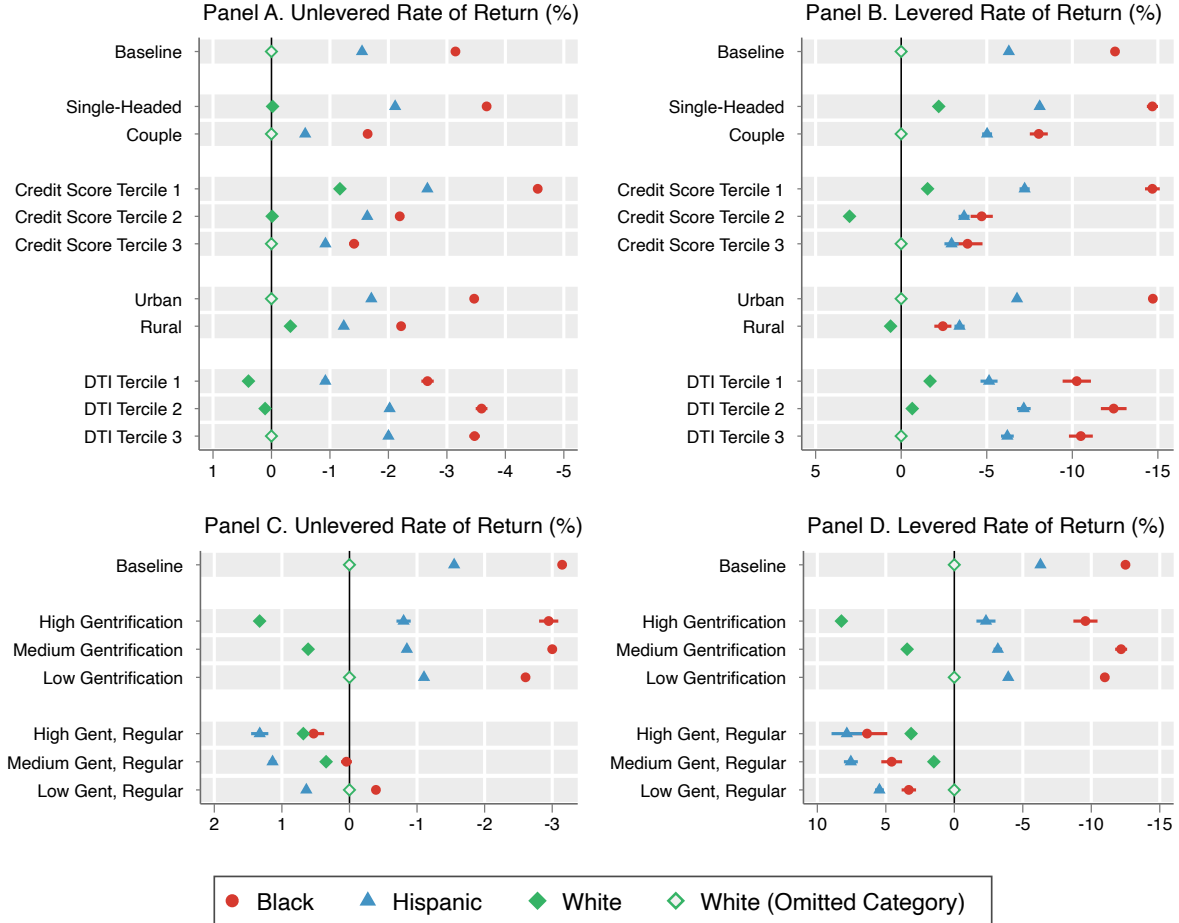 Panel A. Unlevered Rate of Return (%)
Baseline
Single-Headed
Couple
Credit Score Tercile 1
Credit Score Tercile 2
Credit Score Tercile 3
Urban
Rural
DTI Tercile 1
DTI Tercile 2
DTI Tercile 3
1 0 -1 -2 -3 -4 -5
Panel B. Levered Rate of Return (%)
Baseline
Single-Headed
Couple
Credit Score Tercile 1
Credit Score Tercile 2
Credit Score Tercile 3
Urban
Rural
DTI Tercile 1
DTI Tercile 2
DTI Tercile 3
5 0 -5 -10 -15
Panel C. Unlevered Rate of Return (%)
Baseline
High Gentrification
Medium Gentrification
Low Gentrification
High Gent, Regular
Medium Gent, Regular
Low Gent, Regular
2 1 0 -1 -2 -3
Panel D. Levered Rate of Return (%)
Baseline
High Gentrification
Medium Gentrification
Low Gentrification
High Gent, Regular
Medium Gent, Regular
Low Gent, Regular
10 5 0 -5 -10 -15
Black Hispanic White White (Omitted Category)